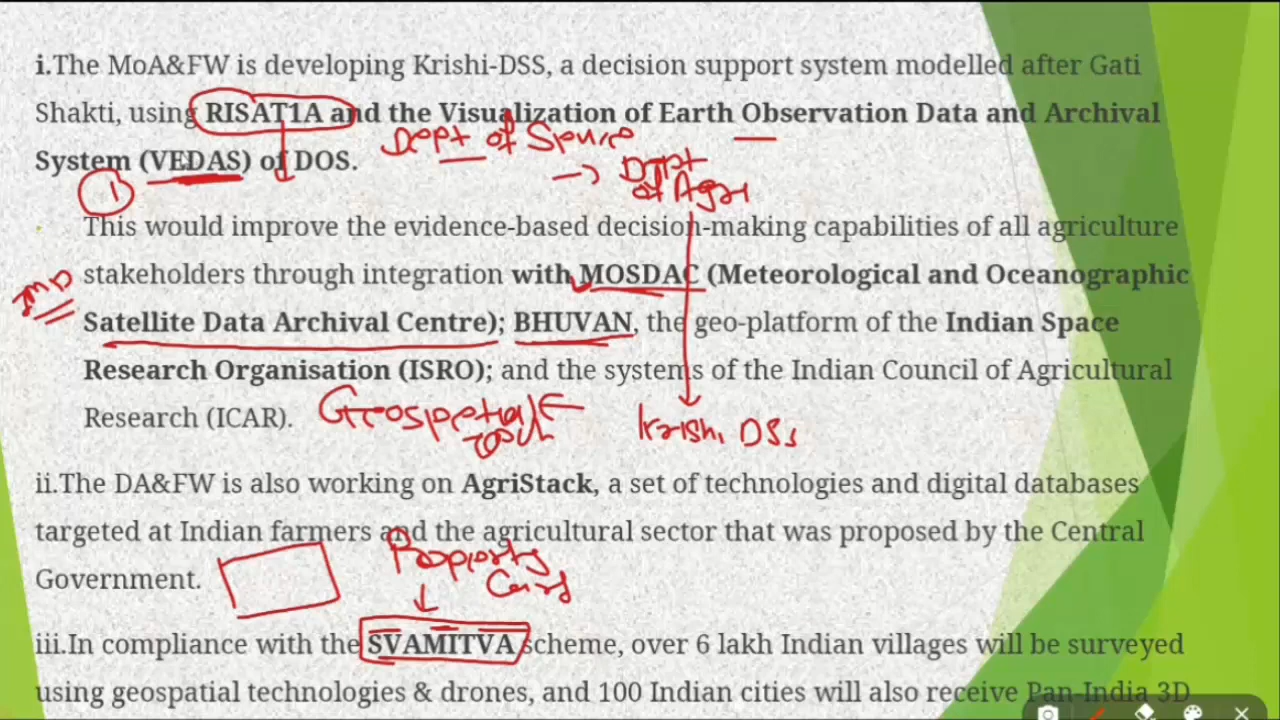 i.The MoA&FW is developing Krishi-DSS, a decision support system modelled after Gati
Shakti, using RISAT1A and the Visualization of Earth Observation Data and Archival
Dept of Space
System (VEDAS) of DOS.
→ Dept
of Agri
1
This would improve the evidence-based decision-making capabilities of all agriculture
stakeholders through integration with MOSDAC (Meteorological and Oceanographic
Satellite Data Archival Centre); BHUVAN, the geo-platform of the Indian Space
Research Organisation (ISRO); and the systems of the Indian Council of Agricultural
Research (ICAR).
Krishi DSS
ii.The DA&FW is also working on AgriStack, a set of technologies and digital databases
targeted at Indian farmers and the agricultural sector that was proposed by the Central
Government.
Property
Card
iii.In compliance with the SVAMITVA scheme, over 6 lakh Indian villages will be surveyed
using geospatial technologies & drones, and 100 Indian cities will also receive Pan-India 3D